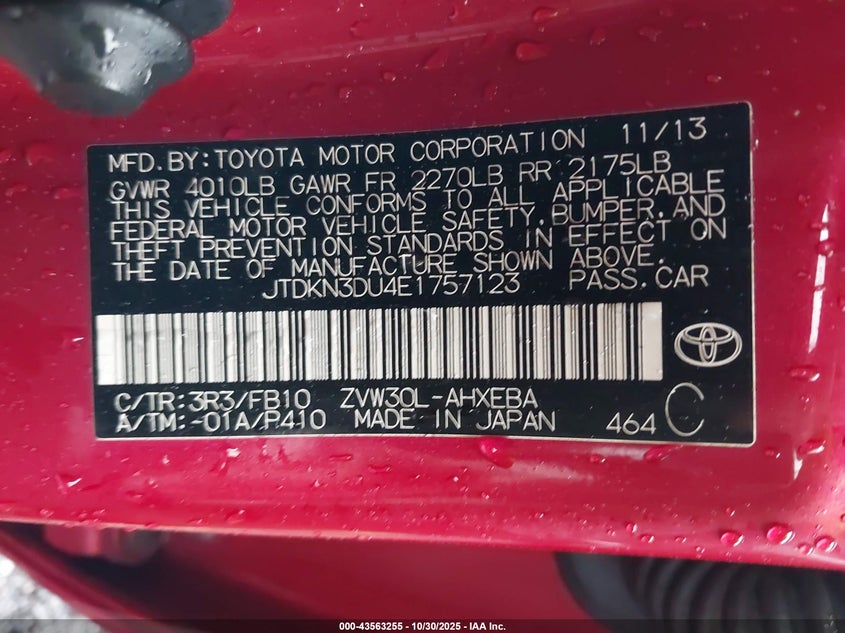 MFD.BY:TOYOTA MOTOR CORPORATION 11/13
GVWR 4010LB GAWR FR 2270LB RR 2175LB
THIS VEHICLE CONFORMS TO ALL APPLICABLE
FEDERAL MOTOR VEHICLE SAFETY,BUMPER,AND
THEFT PREVENTION STANDARDS IN EFFECT ON
THE DATE OF MANUFACTURE SHOWN ABOVE.
JTDKN3DU4E1757123 PASS.CAR
C/TR:3R3/FB10 ZVW30L-AHXEBA
A/TM:-01A/P410 MADE IN JAPAN 464 C
000-43563255 - 10/30/2025 - IAA Inc.